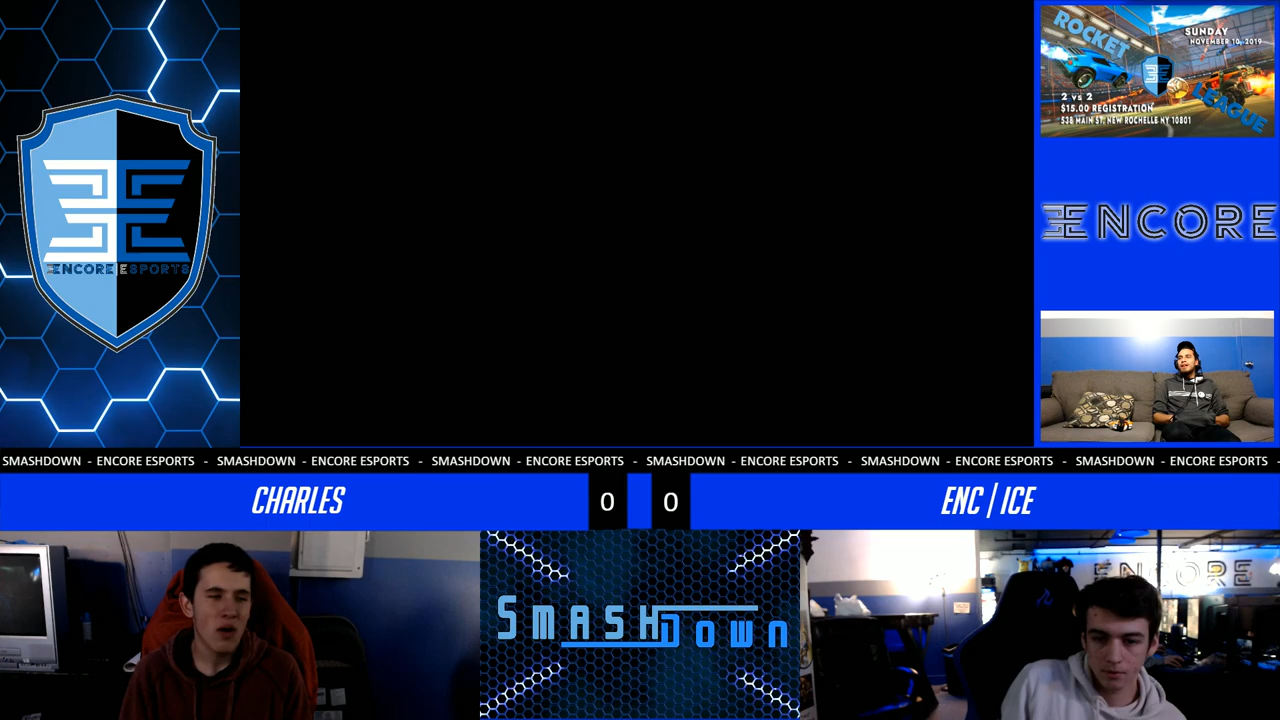 ENCORE ESPORTS
ROCKET
LEAGUE
SUNDAY
NOVEMBER 10, 2019
2 vs 2
$15.00 REGISTRATION
538 MAIN ST. NEW ROCHELLE NY 10801
ENCORE
SMASHDOWN - ENCORE ESPORTS - SMASHDOWN - ENCORE ESPORTS - SMASHDOWN - ENCORE ESPORTS - SMASHDOWN - ENCORE ESPORTS - SMASHDOWN - ENCORE ESPORTS - SMASHDOWN - ENCORE ESPORTS -
CHARLES
0
0
ENC | ICE
SMASHDOWN
ENCORE